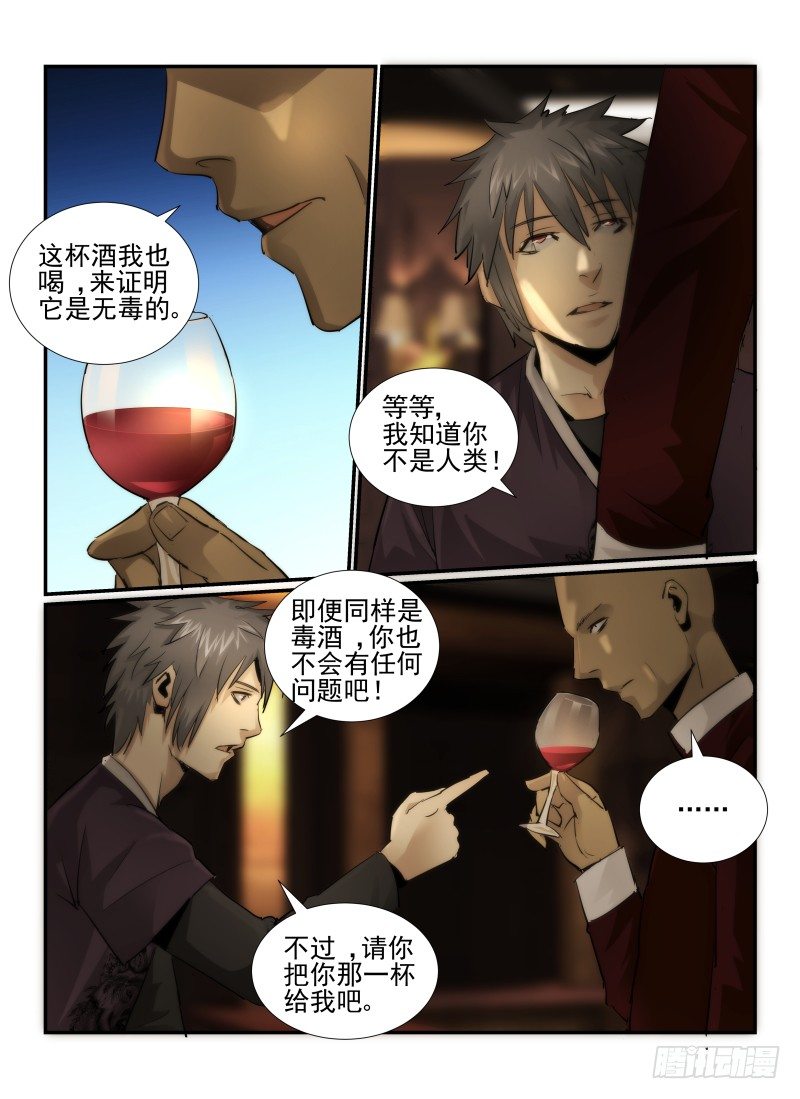 这杯酒我也
喝,来证明
它是无毒的。
等等,
我知道你
不是人类!
即便同样是
毒酒,你也
不会有任何
问题吧!
……
不过,请你
把你那一杯
给我吧。
腾讯动漫